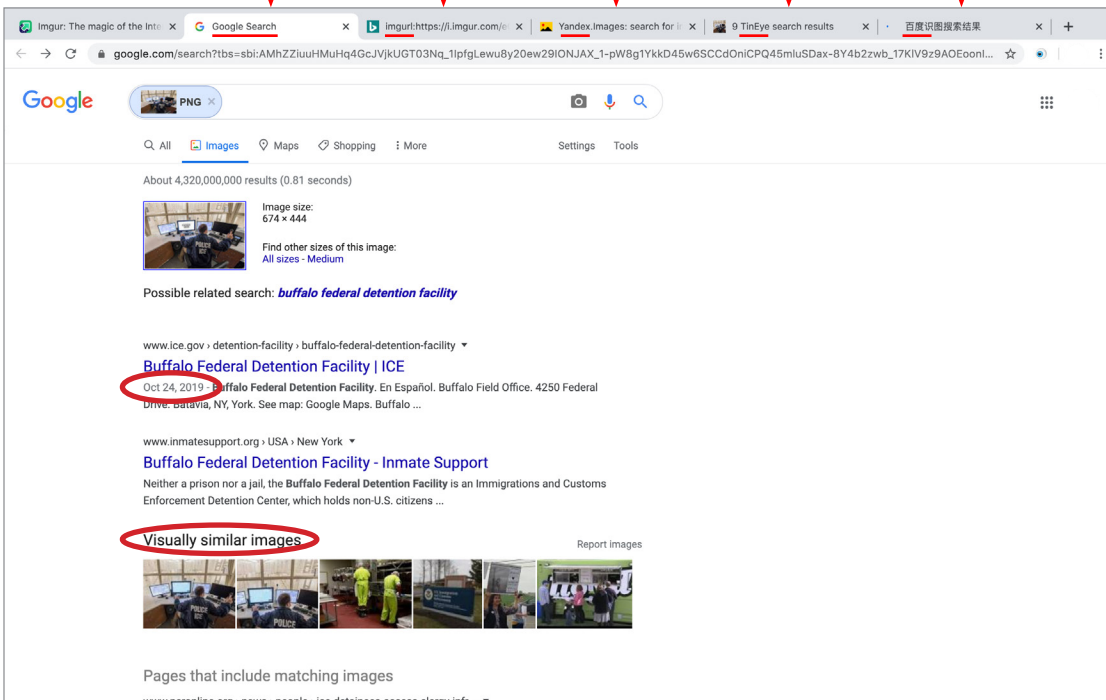 Imgur: The magic of the Inte
Google Search
imgurl:https://i.imgur.com/e
Yandex.Images: search for i
9 TinEye search results
百度识图搜索结果
google.com/search?tbs=sbi:AMhZZiuuHMuHq4GcJVjkUGT03Nq_1lpfgLewu8y20ew29IONJAX_1-pW8g1YkkD45w6SCCdOniCPQ45mluSDax-8Y4b2zwb_17KIV9z9AOEoonI...
Google
PNG
All Images Maps Shopping More Settings Tools
About 4,320,000,000 results (0.81 seconds)
Image size:
674 × 444
Find other sizes of this image:
All sizes - Medium
POLICE
ICE
Possible related search: buffalo federal detention facility
www.ice.gov › detention-facility › buffalo-federal-detention-facility
Buffalo Federal Detention Facility | ICE
Oct 24, 2019 - Buffalo Federal Detention Facility. En Español. Buffalo Field Office. 4250 Federal
Drive. Batavia, NY, York. See map: Google Maps. Buffalo ...
www.inmatesupport.org › USA › New York
Buffalo Federal Detention Facility - Inmate Support
Neither a prison nor a jail, the Buffalo Federal Detention Facility is an Immigrations and Customs
Enforcement Detention Center, which holds non-U.S. citizens ...
Visually similar images
Report images
POLICE
ICE
POLICE
Pages that include matching images